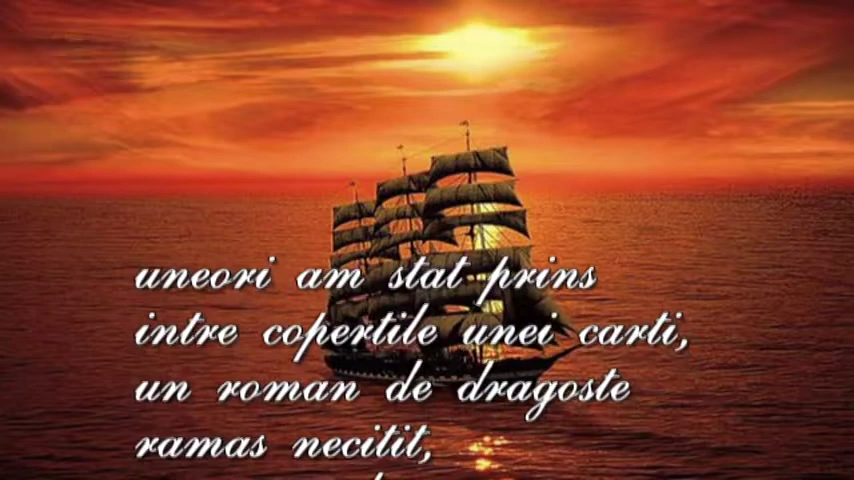 uneori am stat prins
intre copertile unei carti,
un roman de dragoste
ramas necitit,